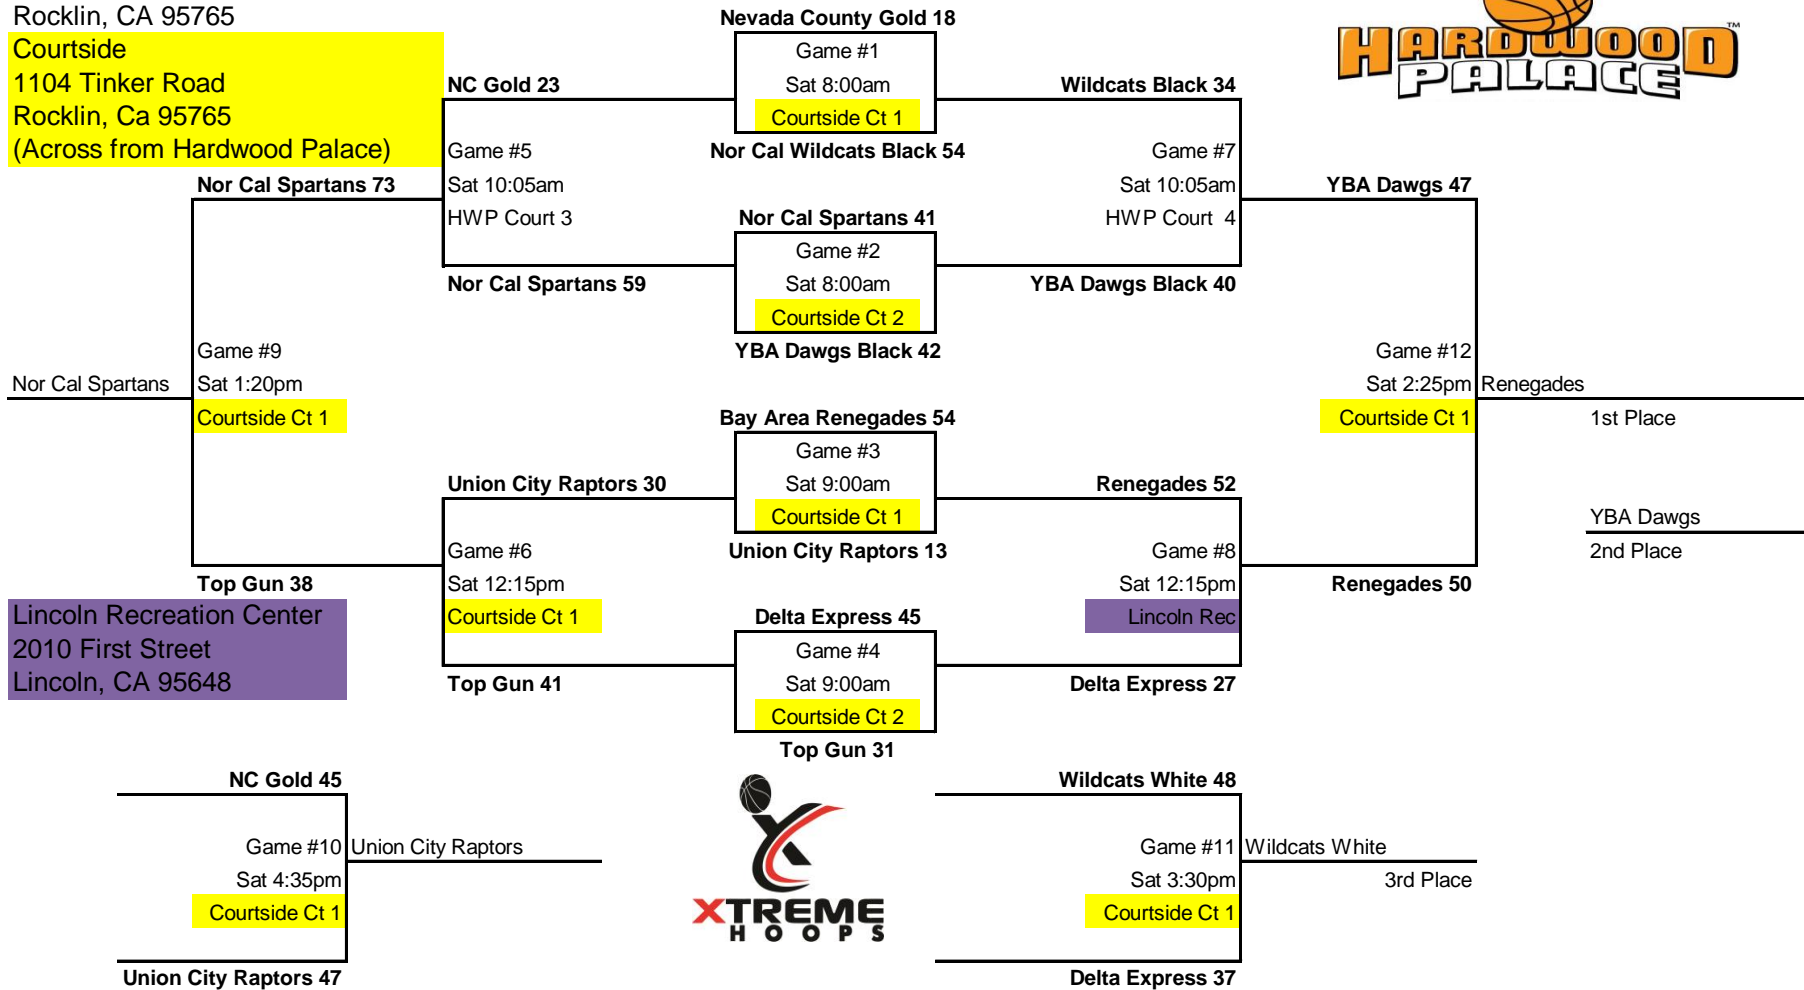 Rocklin, CA 95765
Courtside
1104 Tinker Road
Rocklin, Ca 95765
(Across from Hardwood Palace)
HARDWOOD
PALACE
TM
Nevada County Gold 18
Game #1
Sat 8:00am
Courtside Ct 1
Nor Cal Wildcats Black 54
NC Gold 23
Game #5
Sat 10:05am
HWP Court 3
Nor Cal Spartans 59
Wildcats Black 34
Game #7
Sat 10:05am
HWP Court 4
YBA Dawgs Black 40
Nor Cal Spartans 73
YBA Dawgs 47
Nor Cal Spartans 41
Game #2
Sat 8:00am
Courtside Ct 2
YBA Dawgs Black 42
Game #9
Sat 1:20pm
Courtside Ct 1
Nor Cal Spartans
Game #12
Sat 2:25pm
Courtside Ct 1
Renegades
1st Place
Bay Area Renegades 54
Game #3
Sat 9:00am
Courtside Ct 1
Union City Raptors 13
Union City Raptors 30
Game #6
Sat 12:15pm
Courtside Ct 1
Top Gun 41
Renegades 52
Game #8
Sat 12:15pm
Lincoln Rec
Delta Express 27
YBA Dawgs
2nd Place
Top Gun 38
Renegades 50
Lincoln Recreation Center
2010 First Street
Lincoln, CA 95648
Delta Express 45
Game #4
Sat 9:00am
Courtside Ct 2
Top Gun 31
NC Gold 45
Game #10
Sat 4:35pm
Courtside Ct 1
Union City Raptors 47
Union City Raptors
XTREME
HOOPS
Wildcats White 48
Game #11
Sat 3:30pm
Courtside Ct 1
Delta Express 37
Wildcats White
3rd Place